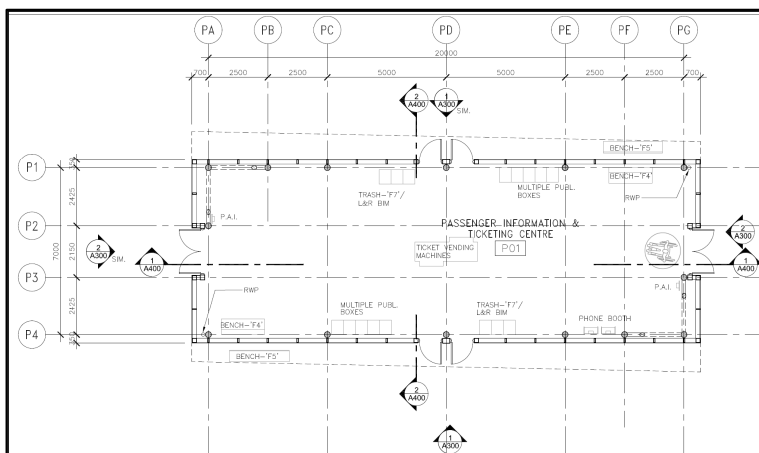 PA PB PC PD PE PF PG
20000
700 2500 2500 5000 5000 2500 2500 700
2 A400
1 A300 SIM.
BENCH-'F5'
P1
350
BENCH-'F4'
RWP
TRASH-'F7'/
L&R BIM
MULTIPLE PUBL.
BOXES
2425
P.A.I.
P2
PASSENGER INFORMATION &
TICKETING CENTRE
P01
TICKET VENDING
MACHINES
7000
2150
2 A300 SIM.
1 A400
2 A300
1 A400
P3
P.A.I.
RWP
2425
MULTIPLE PUBL.
BOXES
TRASH-'F7'/
L&R BIM
PHONE BOOTH
BENCH-'F4'
P4
350
BENCH-'F5'
2 A400
1 A300